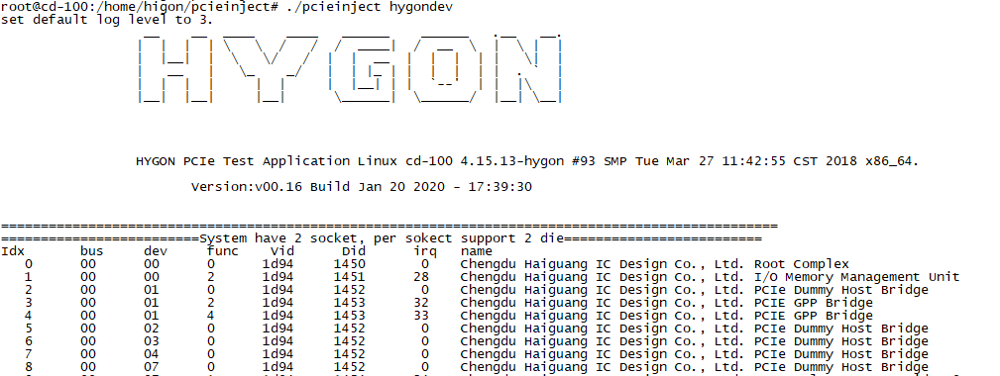 root@cd-100:/home/higon/pcieinject# ./pcieinject hygondev
set default log level to 3.
HYGON
HYGON PCIe Test Application Linux cd-100 4.15.13-hygon #93 SMP Tue Mar 27 11:42:55 CST 2018 x86_64.
Version:v00.16 Build Jan 20 2020 - 17:39:30
==================================================================================================
=========================System have 2 socket, per sokect support 2 die=========================
Idx bus dev func Vid Did irq name
0 00 00 0 1d94 1450 0 Chengdu Haiguang IC Design Co., Ltd. Root Complex
1 00 00 2 1d94 1451 28 Chengdu Haiguang IC Design Co., Ltd. I/O Memory Management Unit
2 00 01 0 1d94 1452 0 Chengdu Haiguang IC Design Co., Ltd. PCIe Dummy Host Bridge
3 00 01 2 1d94 1453 32 Chengdu Haiguang IC Design Co., Ltd. PCIE GPP Bridge
4 00 01 4 1d94 1453 33 Chengdu Haiguang IC Design Co., Ltd. PCIE GPP Bridge
5 00 02 0 1d94 1452 0 Chengdu Haiguang IC Design Co., Ltd. PCIe Dummy Host Bridge
6 00 03 0 1d94 1452 0 Chengdu Haiguang IC Design Co., Ltd. PCIe Dummy Host Bridge
7 00 04 0 1d94 1452 0 Chengdu Haiguang IC Design Co., Ltd. PCIe Dummy Host Bridge
8 00 07 0 1d94 1452 0 Chengdu Haiguang IC Design Co., Ltd. PCIe Dummy Host Bridge